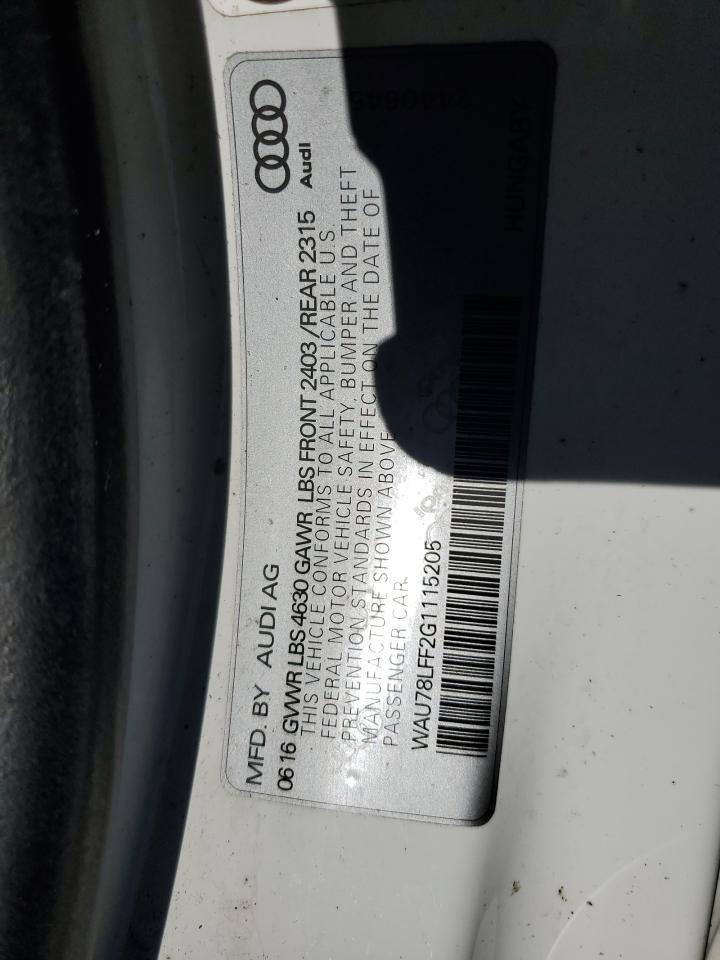 Audi
MFD. BY AUDI AG
0616 GVWR LBS 4630 GAWR LBS FRONT 2403 /REAR 2315
THIS VEHICLE CONFORMS TO ALL APPLICABLE U.S.
FEDERAL MOTOR VEHICLE SAFETY, BUMPER AND THEFT
PREVENTION STANDARDS IN EFFECT ON THE DATE OF
MANUFACTURE SHOWN ABOVE.
PASSENGER CAR
WAU78LFF2G1115205
HUNGARY